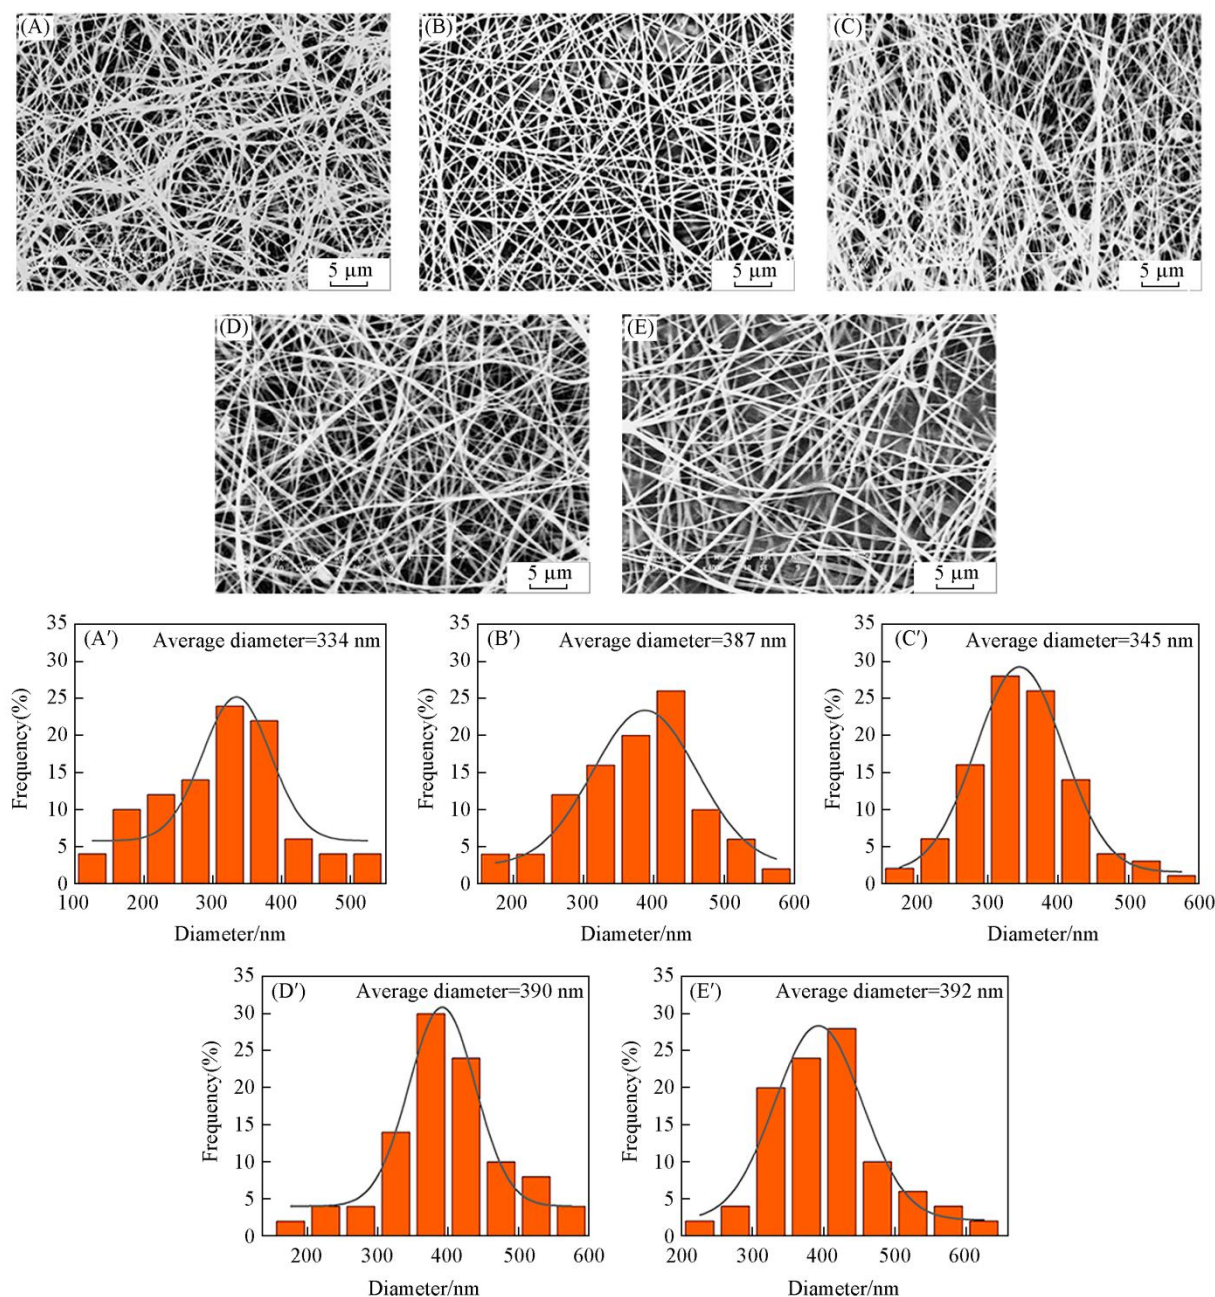 (A)
5 μm
(B)
5 μm
(C)
5 μm
(D)
5 μm
(E)
5 μm
(A′) Average diameter=334 nm
Frequency(%)
35
30
25
20
15
10
5
0
100 200 300 400 500
Diameter/nm
(B′) Average diameter=387 nm
Frequency(%)
35
30
25
20
15
10
5
0
200 300 400 500 600
Diameter/nm
(C′) Average diameter=345 nm
Frequency(%)
35
30
25
20
15
10
5
0
200 300 400 500 600
Diameter/nm
(D′) Average diameter=390 nm
Frequency(%)
35
30
25
20
15
10
5
0
200 300 400 500 600
Diameter/nm
(E′) Average diameter=392 nm
Frequency(%)
35
30
25
20
15
10
5
0
200 300 400 500 600
Diameter/nm